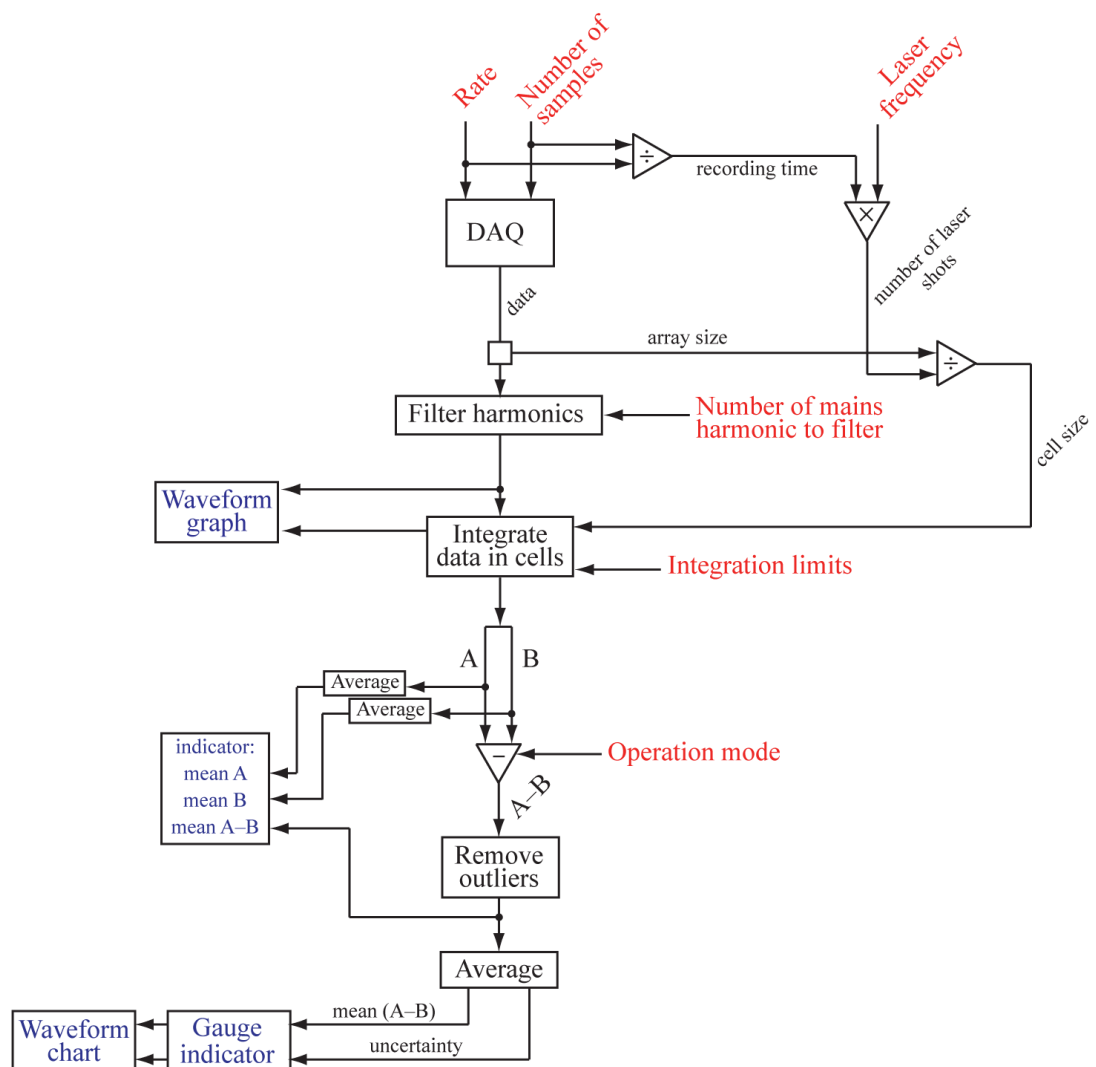 Rate
Number of
samples
Laser
frequency
÷
recording time
×
DAQ
number of laser
shots
data
array size
÷
Filter harmonics
Number of mains
harmonic to filter
cell size
Waveform
graph
Integrate
data in cells
Integration limits
A
B
Average
Average
indicator:
mean A
mean B
mean A–B
−
Operation mode
A–B
Remove
outliers
Average
mean (A–B)
uncertainty
Gauge
indicator
Waveform
chart